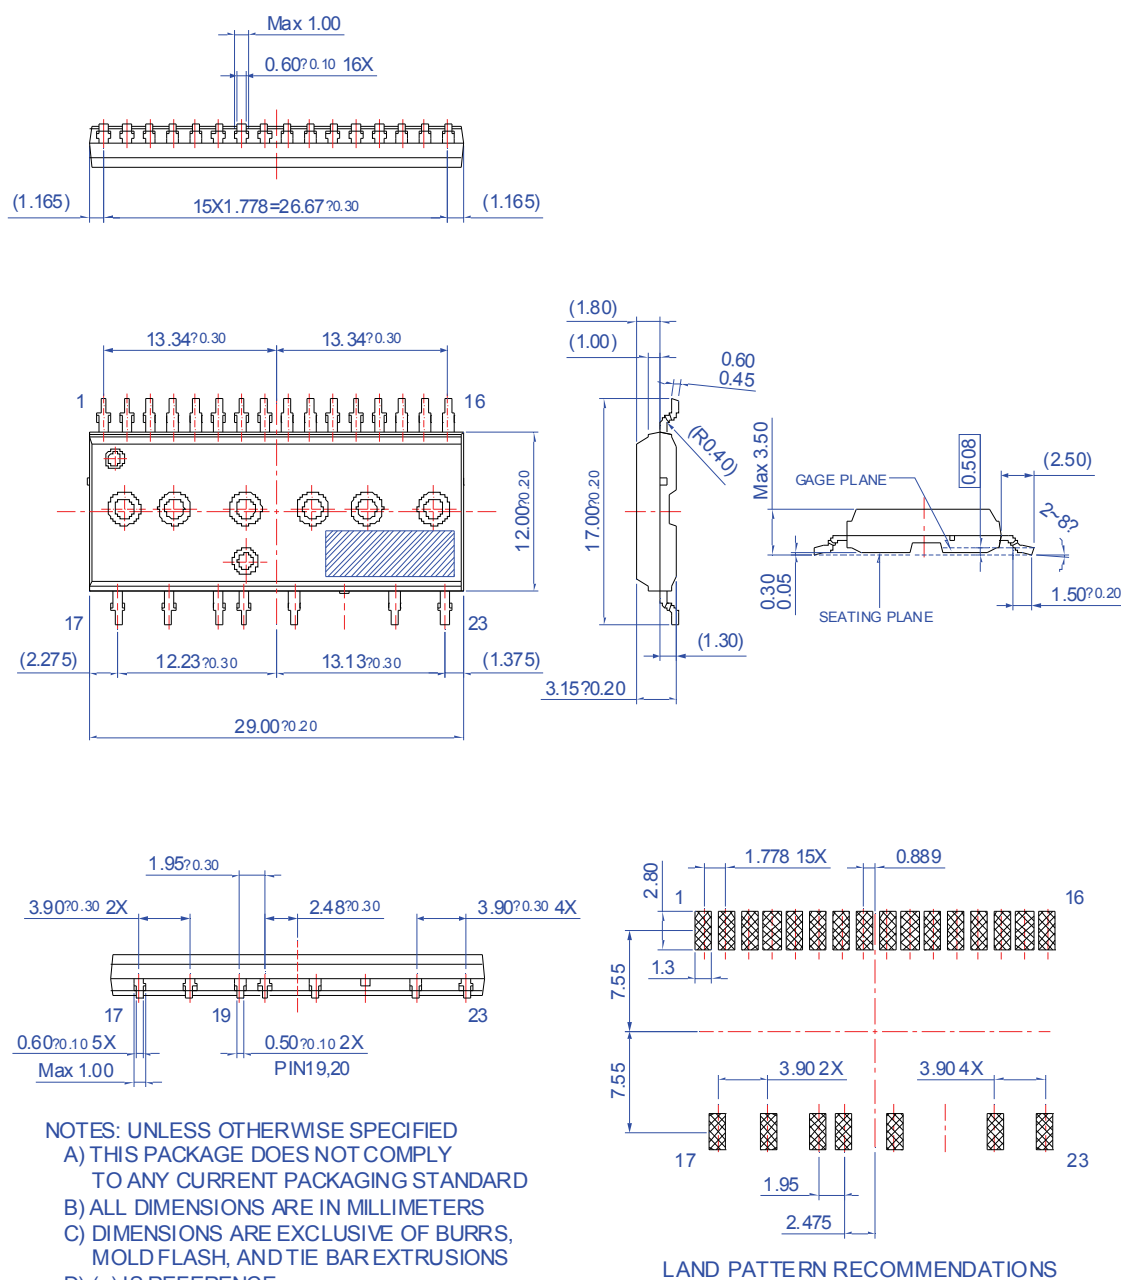 Max 1.00
0.60?0.10 16X
(1.165)
15X1.778=26.67?0.30
(1.165)
13.34?0.30
13.34?0.30
1
16
12.00?0.20
17
23
(2.275)
12.23?0.30
13.13?0.30
(1.375)
29.00?0.20
(1.80)
(1.00)
0.60
0.45
(R0.40)
17.00?0.20
(1.30)
3.15?0.20
Max 3.50
GAGE PLANE
0.508
(2.50)
2~8?
0.30
0.05
SEATING PLANE
1.50?0.20
1.95?0.30
3.90?0.30 2X
2.48?0.30
3.90?0.30 4X
17
19
23
0.60?0.10 5X
0.50?0.10 2X
Max 1.00
PIN19,20
2.80
1.778 15X
0.889
1
16
1.3
7.55
7.55
3.90 2X
3.90 4X
17
23
1.95
2.475
LAND PATTERN RECOMMENDATIONS
NOTES: UNLESS OTHERWISE SPECIFIED
A) THIS PACKAGE DOES NOT COMPLY
TO ANY CURRENT PACKAGING STANDARD
B) ALL DIMENSIONS ARE IN MILLIMETERS
C) DIMENSIONS ARE EXCLUSIVE OF BURRS,
MOLD FLASH, AND TIE BAR EXTRUSIONS
D) ( ) IS REFERENCE